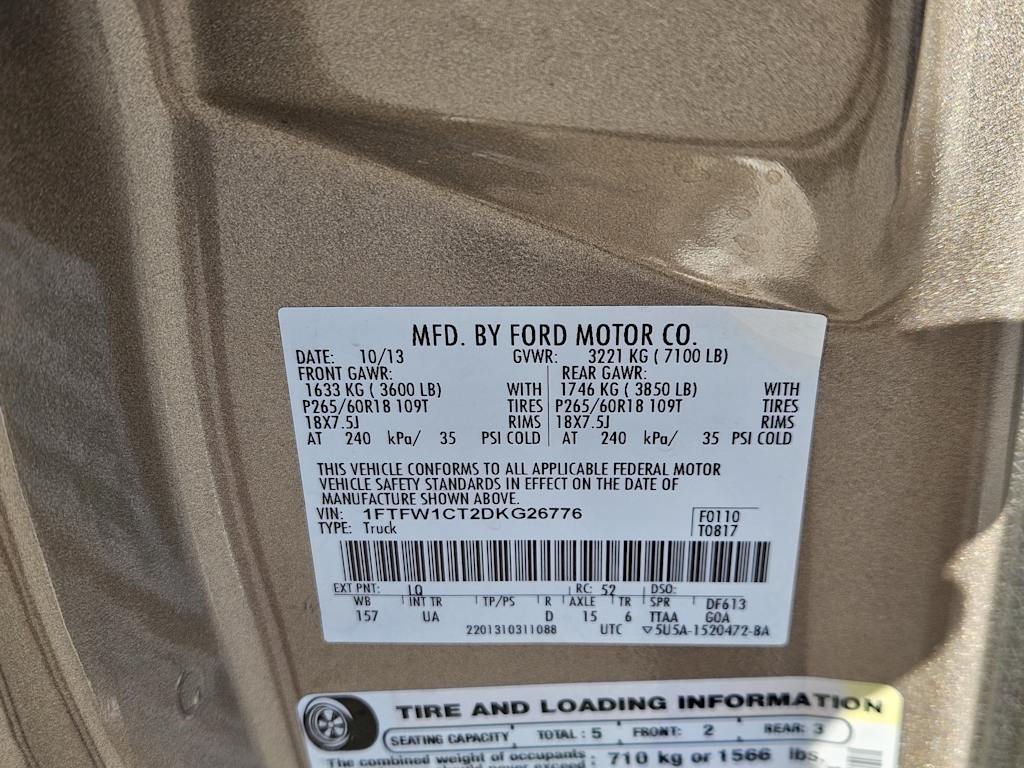 MFD. BY FORD MOTOR CO.
DATE: 10/13 GVWR: 3221 KG ( 7100 LB)
FRONT GAWR: REAR GAWR:
1633 KG ( 3600 LB) WITH 1746 KG ( 3850 LB) WITH
P265/60R18 109T TIRES P265/60R18 109T TIRES
18X7.5J RIMS 18X7.5J RIMS
AT 240 kPa/ 35 PSI COLD AT 240 kPa/ 35 PSI COLD
THIS VEHICLE CONFORMS TO ALL APPLICABLE FEDERAL MOTOR
VEHICLE SAFETY STANDARDS IN EFFECT ON THE DATE OF
MANUFACTURE SHOWN ABOVE.
VIN: 1FTFW1CT2DKG26776 F0110
TYPE: Truck T0817
EXT PNT: LQ RC: 52 DSO:
WB INT TR TP/PS R AXLE TR SPR DF613
157 UA D 15 6 TTAA GOA
2201310311088 UTC ▽5U5A-1520472-BA
TIRE AND LOADING INFORMATION
SEATING CAPACITY TOTAL : 5 FRONT: 2 REAR: 3
The combined weight of occupants : 710 kg or 1566 lbs.